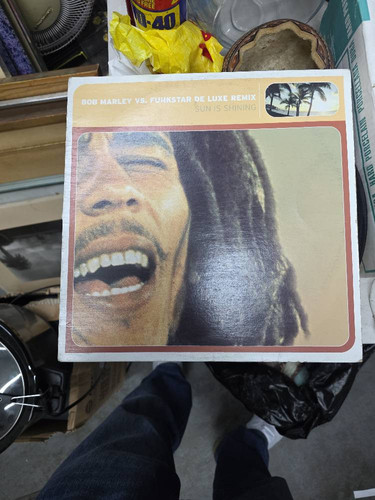 WD-40
BOB MARLEY VS. FUNKSTAR DE LUXE REMIX
SUN IS SHINING